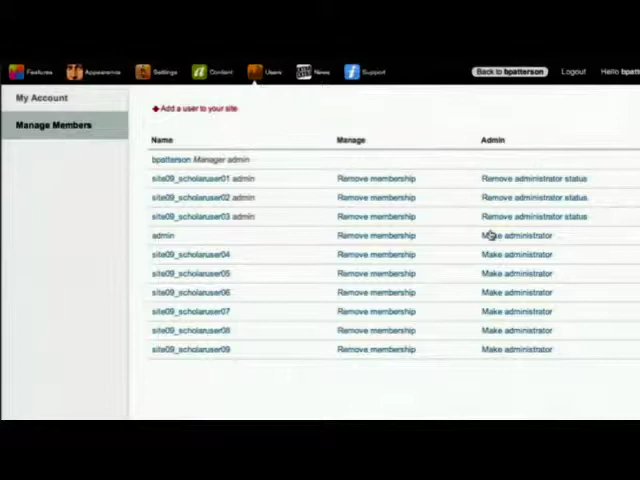 Features Appearance Settings Content Users News Support Back to bpatterson Logout Hello bpatt
My Account
Manage Members
Add a user to your site
Name Manage Admin
bpatterson Manager admin
site09_scholaruser01 admin Remove membership Remove administrator status
site09_scholaruser02 admin Remove membership Remove administrator status
site09_scholaruser03 admin Remove membership Remove administrator status
admin Remove membership Make administrator
site09_scholaruser04 Remove membership Make administrator
site09_scholaruser05 Remove membership Make administrator
site09_scholaruser06 Remove membership Make administrator
site09_scholaruser07 Remove membership Make administrator
site09_scholaruser08 Remove membership Make administrator
site09_scholaruser09 Remove membership Make administrator